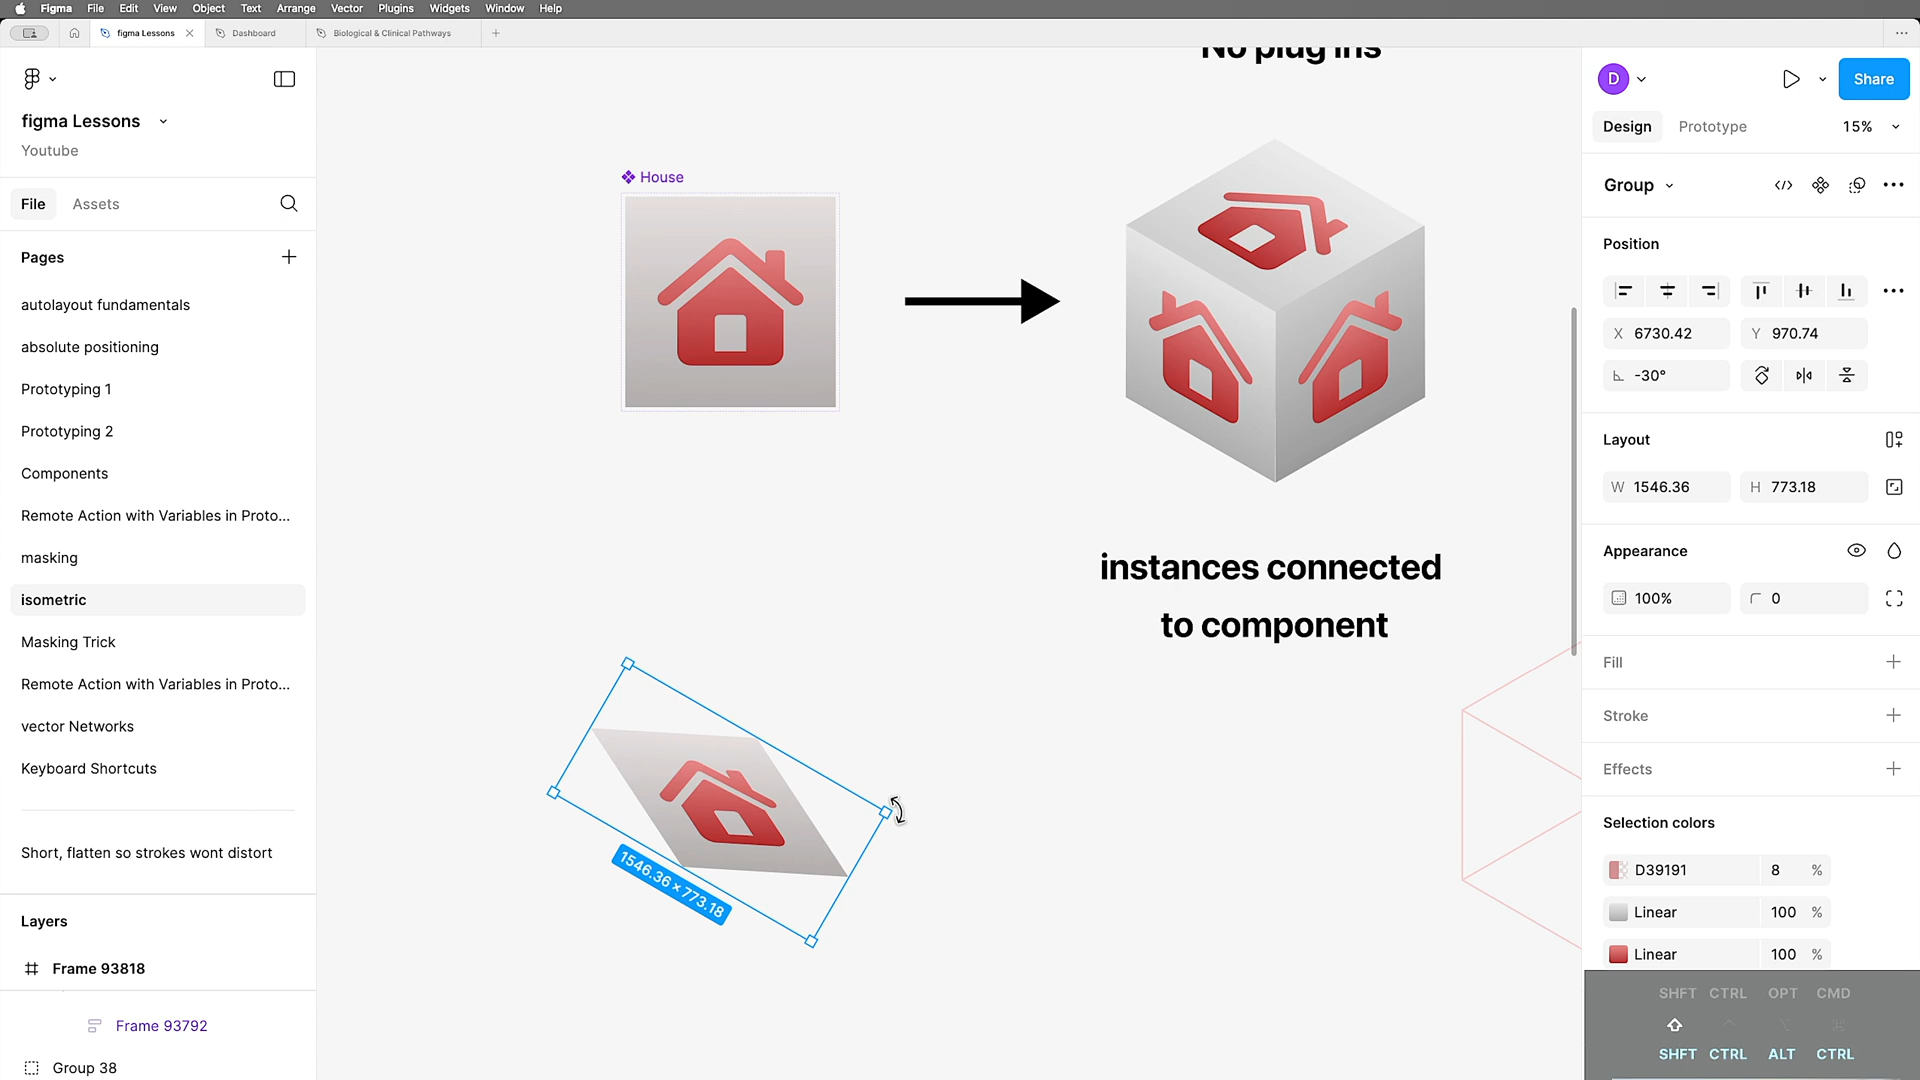 Figma File Edit View Object Text Arrange Vector Plugins Widgets Window Help
figma Lessons Dashboard Biological & Clinical Pathways
figma Lessons
Youtube
File Assets
Pages
autolayout fundamentals
absolute positioning
Prototyping 1
Prototyping 2
Components
Remote Action with Variables in Proto...
masking
isometric
Masking Trick
Remote Action with Variables in Proto...
vector Networks
Keyboard Shortcuts
Short, flatten so strokes wont distort
Layers
Frame 93818
Frame 93792
Group 38
No plug ins
House
instances connected
to component
1546.36 × 773.18
D
Share
Design Prototype 15%
Group
Position
X 6730.42 Y 970.74
-30°
Layout
W 1546.36 H 773.18
Appearance
100% 0
Fill
Stroke
Effects
Selection colors
D39191 8 %
Linear 100 %
Linear 100 %
SHFT CTRL OPT CMD
SHFT CTRL ALT CTRL